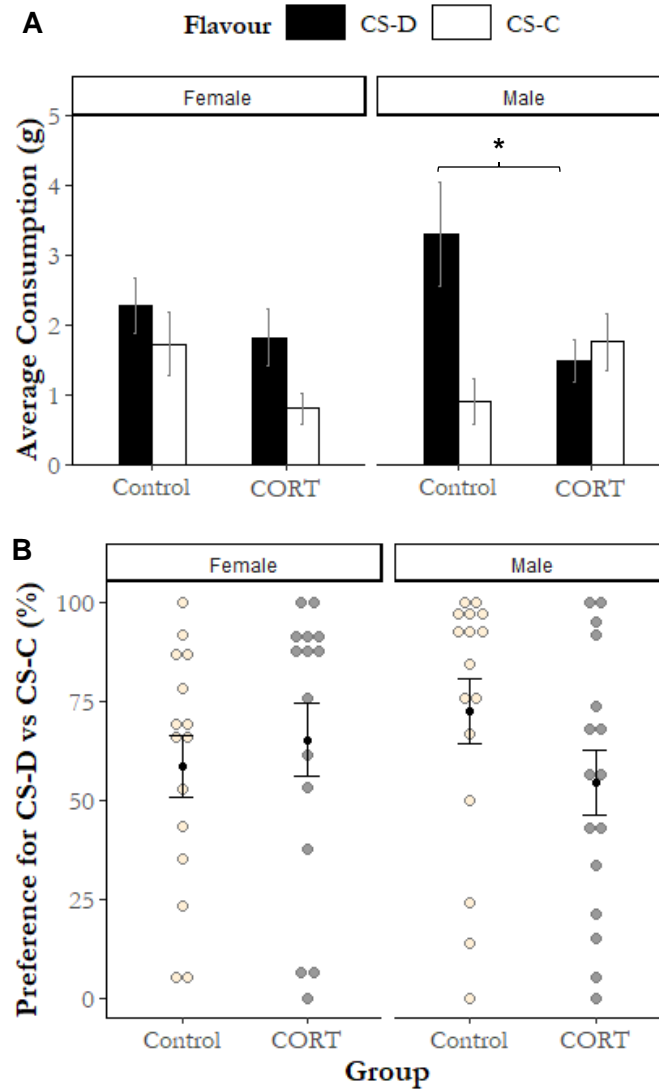 A
Flavour CS-D CS-C
Female Male
Average Consumption (g)
5
4
3
2
1
0
*
Control CORT Control CORT
B
Female Male
Preference for CS-D vs CS-C (%)
100
75
50
25
0
Control CORT Control CORT
Group